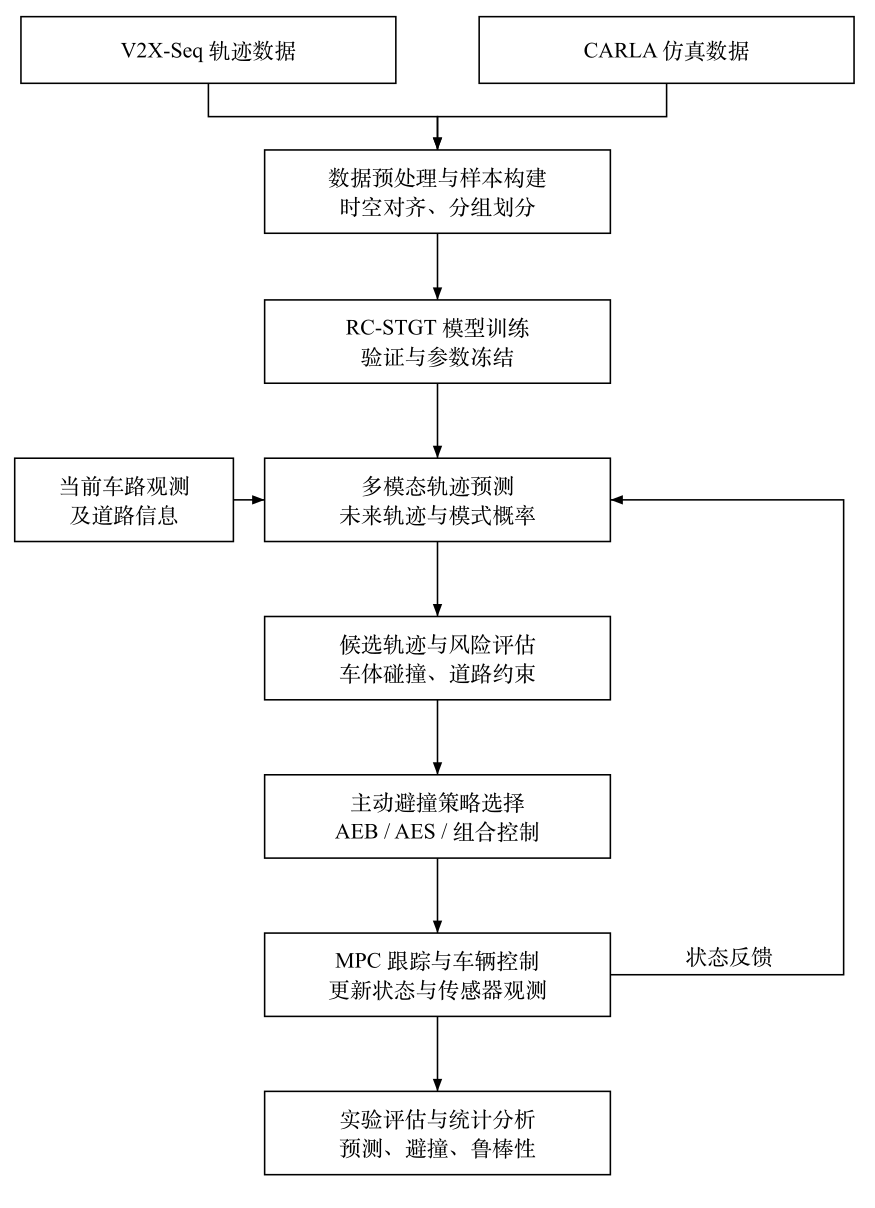 V2X-Seq 轨迹数据
CARLA 仿真数据
数据预处理与样本构建
时空对齐、分组划分
RC-STGT 模型训练
验证与参数冻结
当前车路观测
及道路信息
多模态轨迹预测
未来轨迹与模式概率
候选轨迹与风险评估
车体碰撞、道路约束
主动避撞策略选择
AEB / AES / 组合控制
MPC 跟踪与车辆控制
更新状态与传感器观测
状态反馈
实验评估与统计分析
预测、避撞、鲁棒性